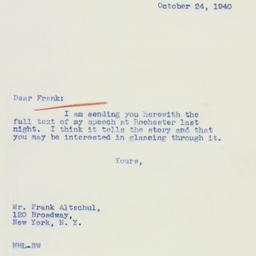 October 24, 1940
Dear Frank:
I am sending you herewith the
full text of my speech at Rochester last
night. I think it tells the story and that
you may be interested in glancing through it.
Yours,
Mr. Frank Altschul,
120 Broadway,
New York, N. Y.
HHL-BW